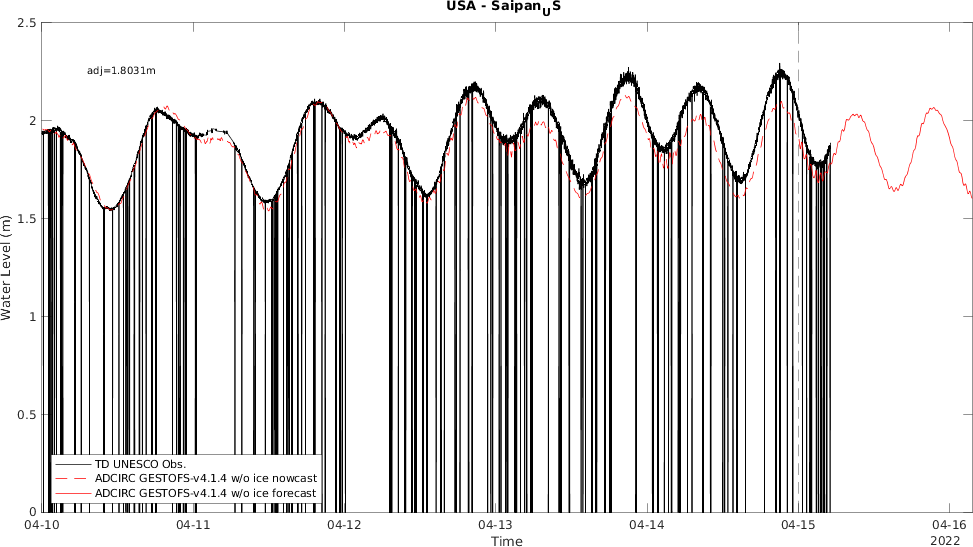 USA - Saipan_US
2.5
adj=1.8031m
2
1.5
Water Level (m)
1
0.5
TD UNESCO Obs.
ADCIRC GESTOFS-v4.1.4 w/o ice nowcast
ADCIRC GESTOFS-v4.1.4 w/o ice forecast
0
04-10 04-11 04-12 04-13 04-14 04-15 04-16
Time 2022